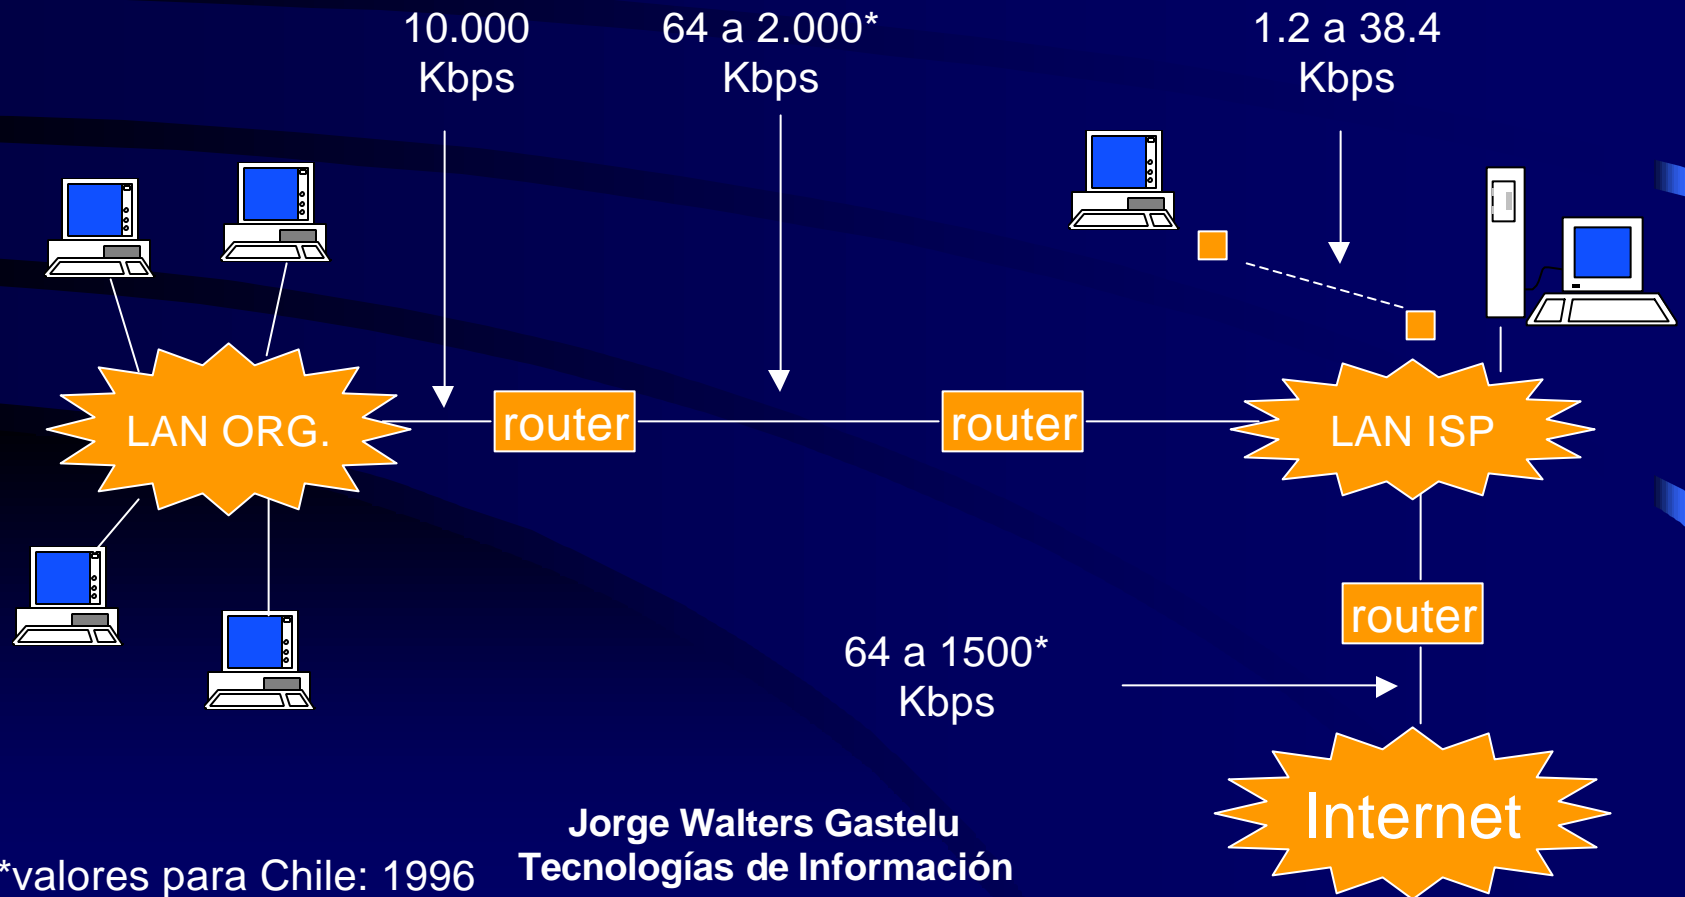 10.000
Kbps
64 a 2.000*
Kbps
1.2 a 38.4
Kbps
LAN ORG.
router
router
LAN ISP
router
64 a 1500*
Kbps
Internet
Jorge Walters Gastelu
Tecnologías de Información
*valores para Chile: 1996